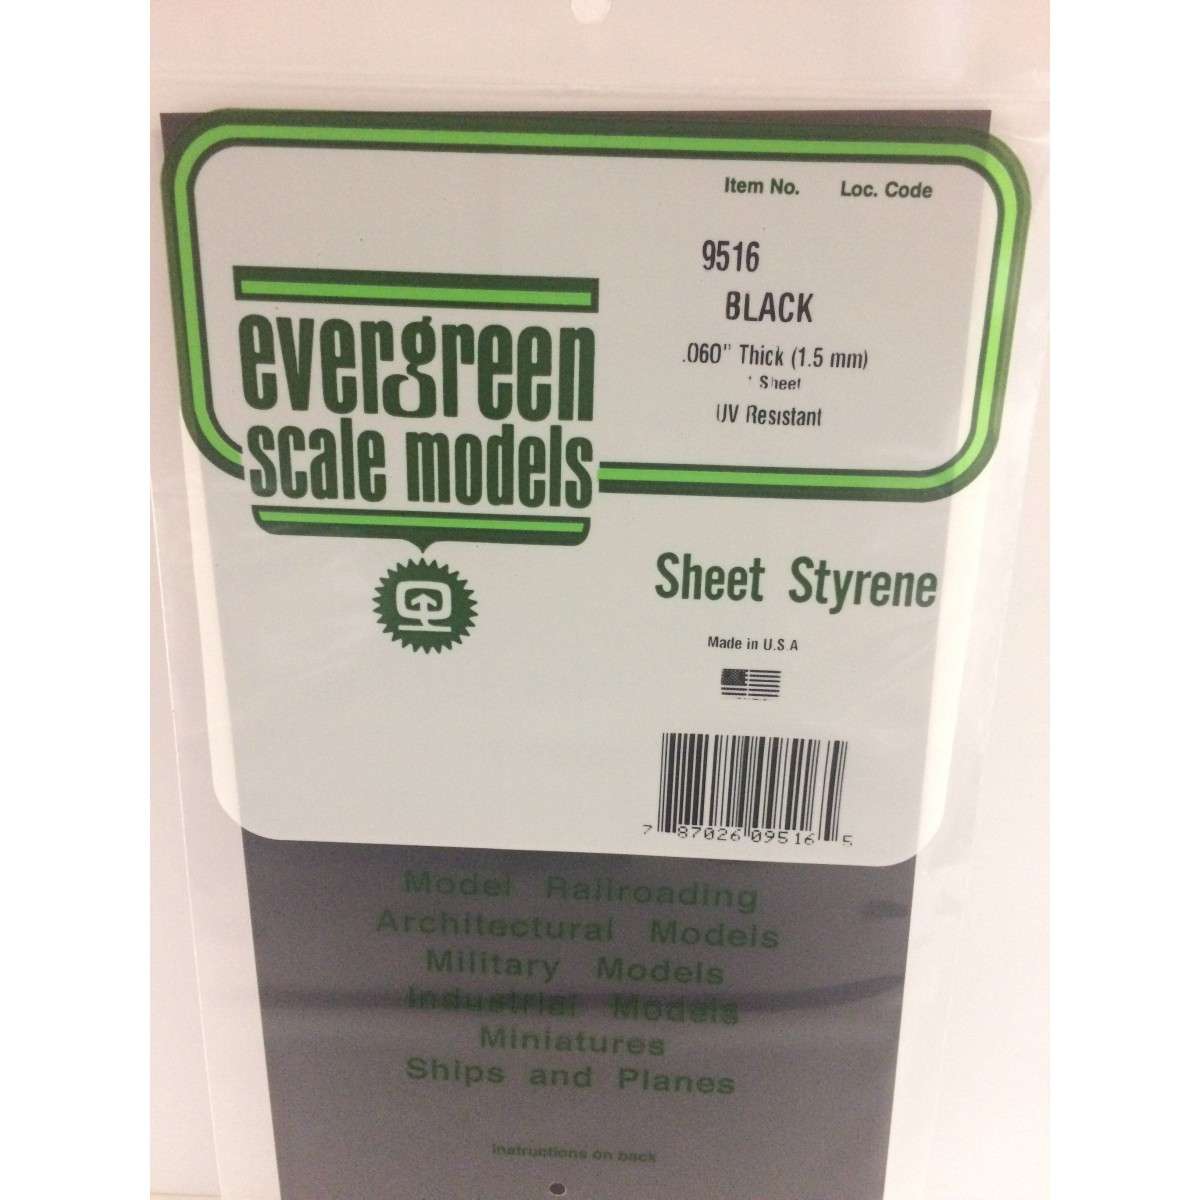 Item No. Loc. Code
9516
BLACK
.060" Thick (1.5 mm)
1 Sheet
UV Resistant
evergreen
scale models
Sheet Styrene
Made in U.S.A
7 87026 09516 5
Model Railroading
Architectural Models
Military Models
Industrial Models
Miniatures
Ships and Planes
Instructions on back